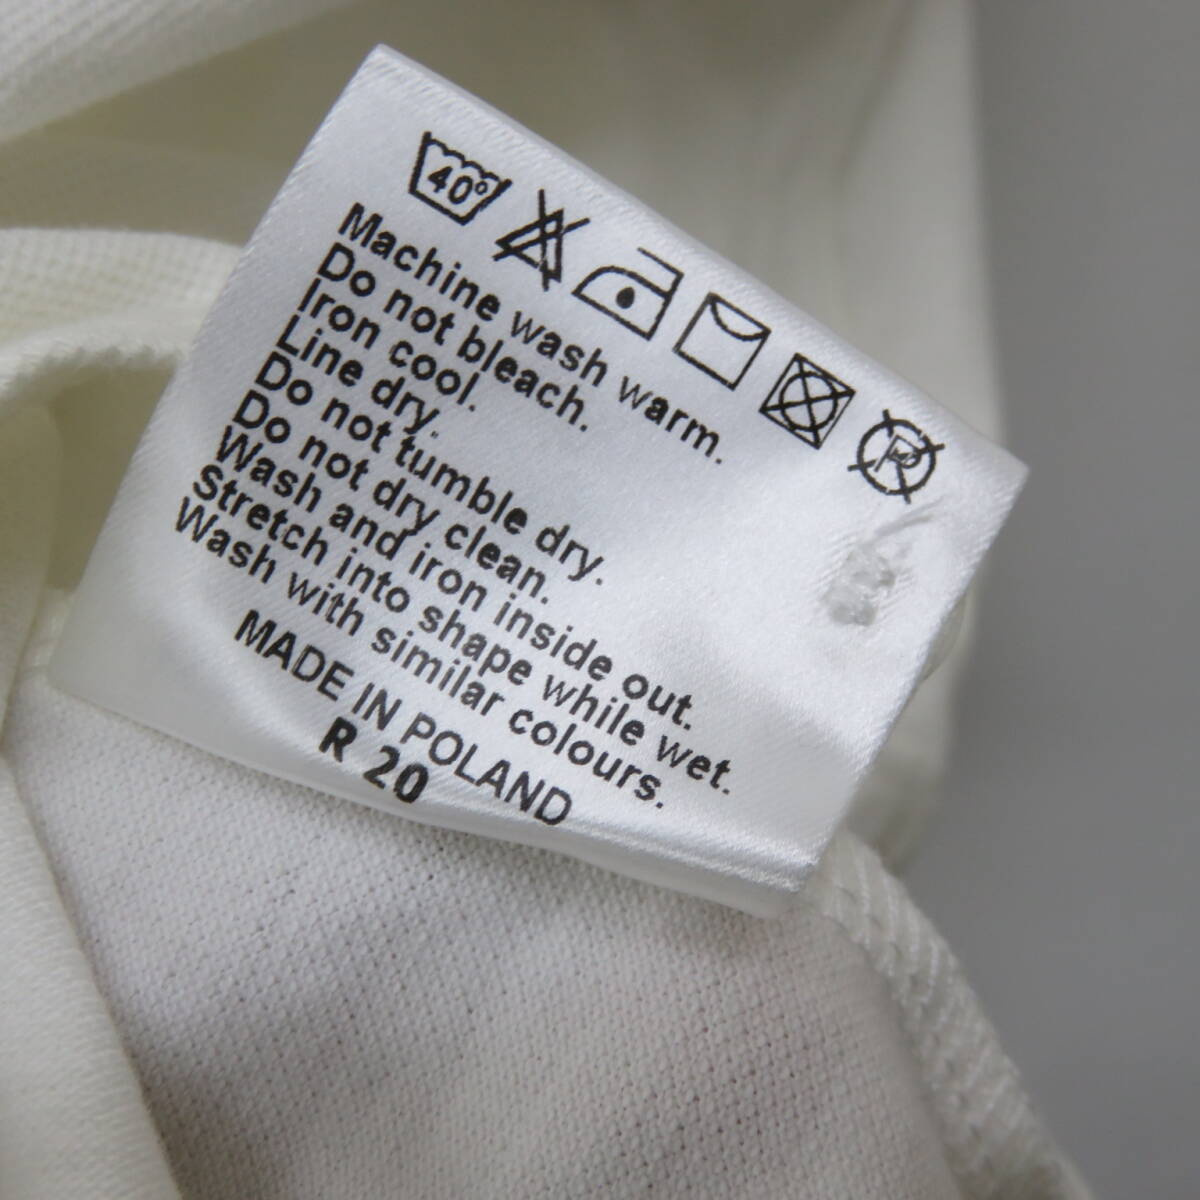 40°
Machine wash warm.
Do not bleach.
Iron cool.
Line dry.
Do not tumble dry.
Do not dry clean.
Wash and iron inside out.
Stretch into shape while wet.
Wash with similar colours.
MADE IN POLAND
R 20